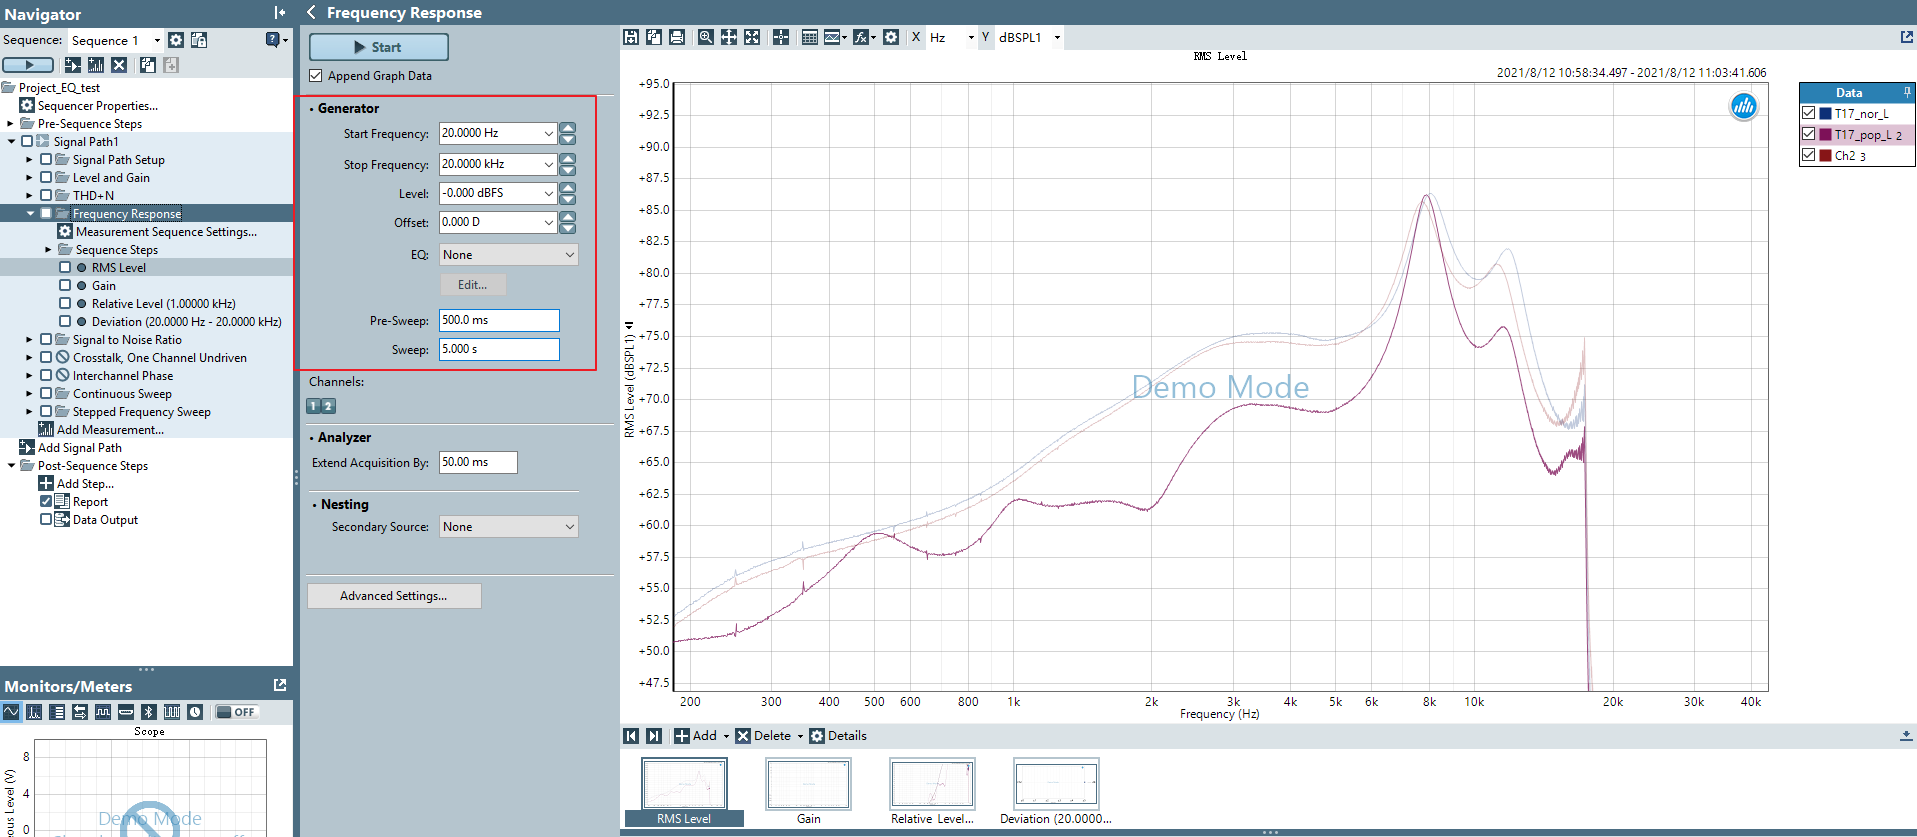 Navigator
Sequence: Sequence 1
Project_EQ_test
Sequencer Properties...
Pre-Sequence Steps
Signal Path1
Signal Path Setup
Level and Gain
THD+N
Frequency Response
Measurement Sequence Settings...
Sequence Steps
RMS Level
Gain
Relative Level (1.00000 kHz)
Deviation (20.0000 Hz - 20.0000 kHz)
Signal to Noise Ratio
Crosstalk, One Channel Undriven
Interchannel Phase
Continuous Sweep
Stepped Frequency Sweep
Add Measurement...
Add Signal Path
Post-Sequence Steps
Add Step...
Report
Data Output
Monitors/Meters
OFF
Scope
8
4
0
Demo Mode
Frequency Response
Start
Append Graph Data
Generator
Start Frequency: 20.0000 Hz
Stop Frequency: 20.0000 kHz
Level: -0.000 dBFS
Offset: 0.000 D
EQ: None
Edit...
Pre-Sweep: 500.0 ms
Sweep: 5.000 s
Channels:
1 2
Analyzer
Extend Acquisition By: 50.00 ms
Nesting
Secondary Source: None
Advanced Settings...
X Hz Y dBSPL1
RMS Level
2021/8/12 10:58:34.497 - 2021/8/12 11:03:41.606
+95.0
+92.5
+90.0
+87.5
+85.0
+82.5
+80.0
+77.5
+75.0
+72.5
+70.0
+67.5
+65.0
+62.5
+60.0
+57.5
+55.0
+52.5
+50.0
+47.5
RMS Level (dBSPL1)
Demo Mode
200 300 400 500 600 800 1k 2k 3k 4k 5k 6k 8k 10k 20k 30k 40k
Frequency (Hz)
Data
T17_nor_L
T17_pop_L 2
Ch2 3
Add Delete Details
RMS Level
Gain
Relative Level...
Deviation (20.0000...